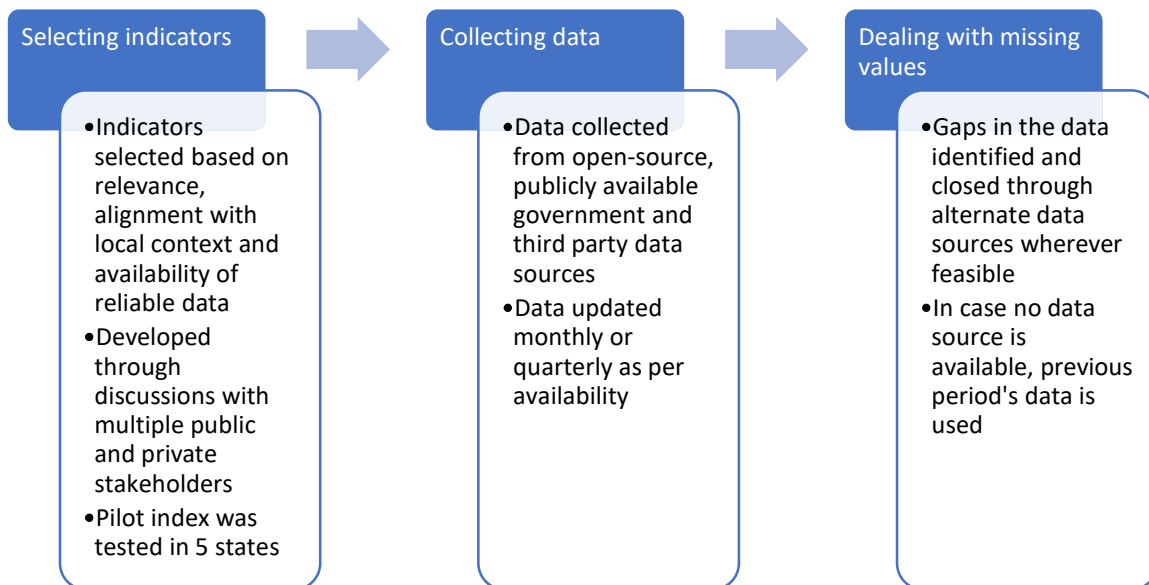 Selecting indicators
•Indicators
selected based on
relevance,
alignment with
local context and
availability of
reliable data
•Developed
through
discussions with
multiple public
and private
stakeholders
•Pilot index was
tested in 5 states
Collecting data
•Data collected
from open-source,
publicly available
government and
third party data
sources
•Data updated
monthly or
quarterly as per
availability
Dealing with missing
values
•Gaps in the data
identified and
closed through
alternate data
sources wherever
feasible
•In case no data
source is
available, previous
period's data is
used